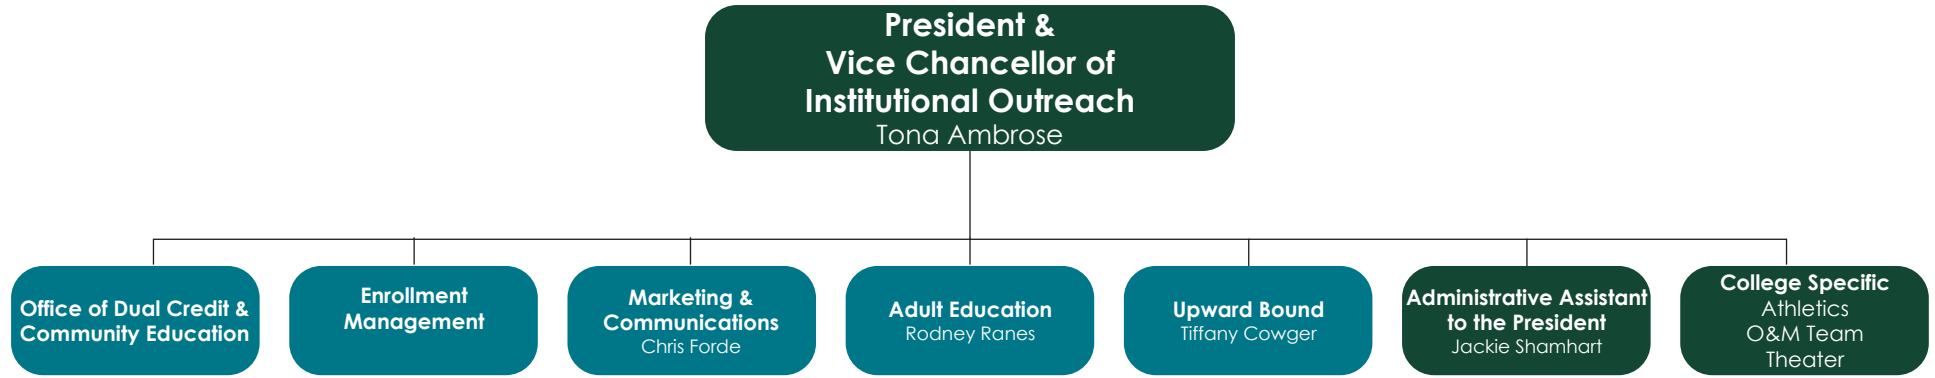 President &
Vice Chancellor of
Institutional Outreach
Tona Ambrose
Office of Dual Credit &
Community Education
Enrollment
Management
Marketing &
Communications
Chris Forde
Adult Education
Rodney Ranes
Upward Bound
Tiffany Cowger
Administrative Assistant
to the President
Jackie Shamhart
College Specific
Athletics
O&M Team
Theater